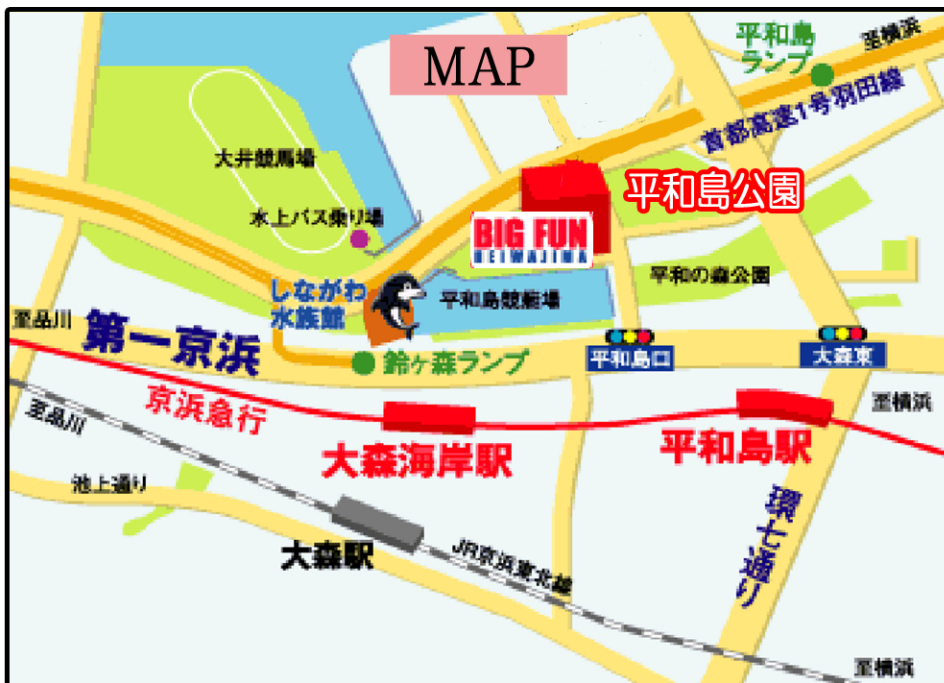 MAP
平和島
ランプ
至横浜
首都高速1号羽田線
大井競馬場
平和島公園
水上バス乗り場
BIG FUN
HEIWAJIMA
平和の森公園
しながわ
水族館
平和島競艇場
至品川
第一京浜
鈴ヶ森ランプ
平和島口
大森東
京浜急行
至品川
至横浜
大森海岸駅
平和島駅
池上通り
大森駅
JR京浜東北線
環七通り
至横浜